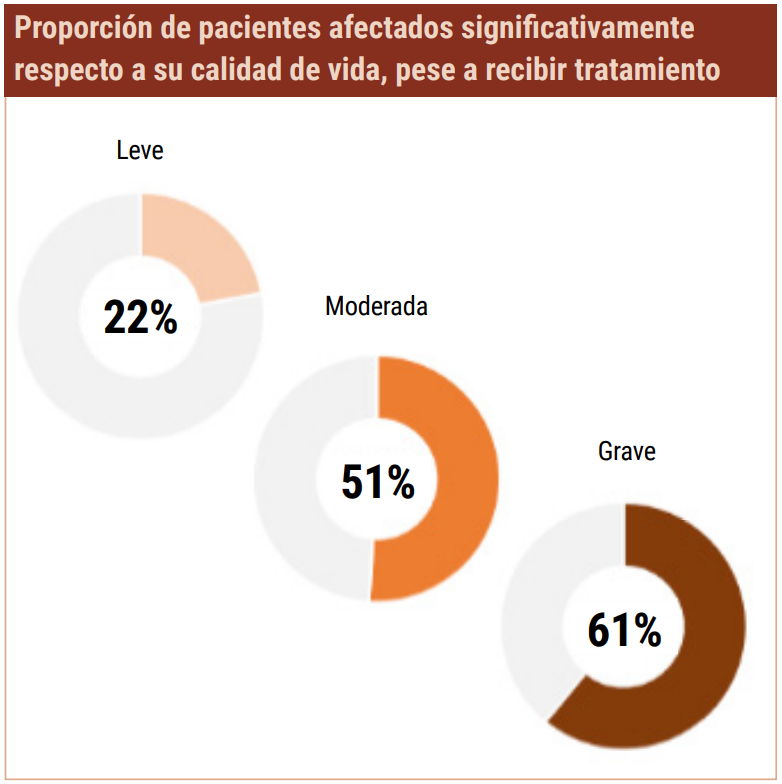 Proporción de pacientes afectados significativamente
respecto a su calidad de vida, pese a recibir tratamiento
Leve
22%
Moderada
51%
Grave
61%